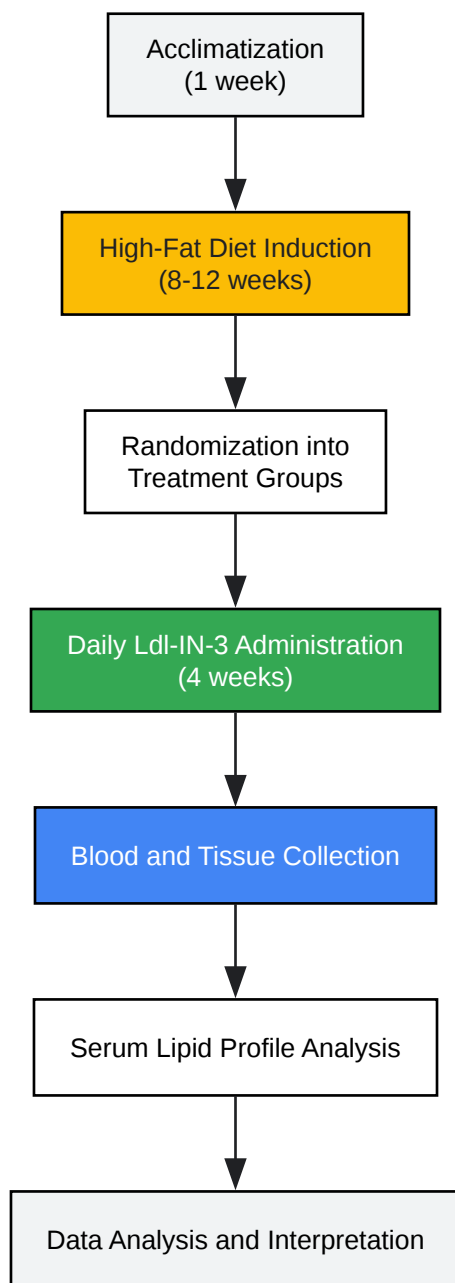 Acclimatization
(1 week)
High-Fat Diet Induction
(8-12 weeks)
Randomization into
Treatment Groups
Daily Ldl-IN-3 Administration
(4 weeks)
Blood and Tissue Collection
Serum Lipid Profile Analysis
Data Analysis and Interpretation